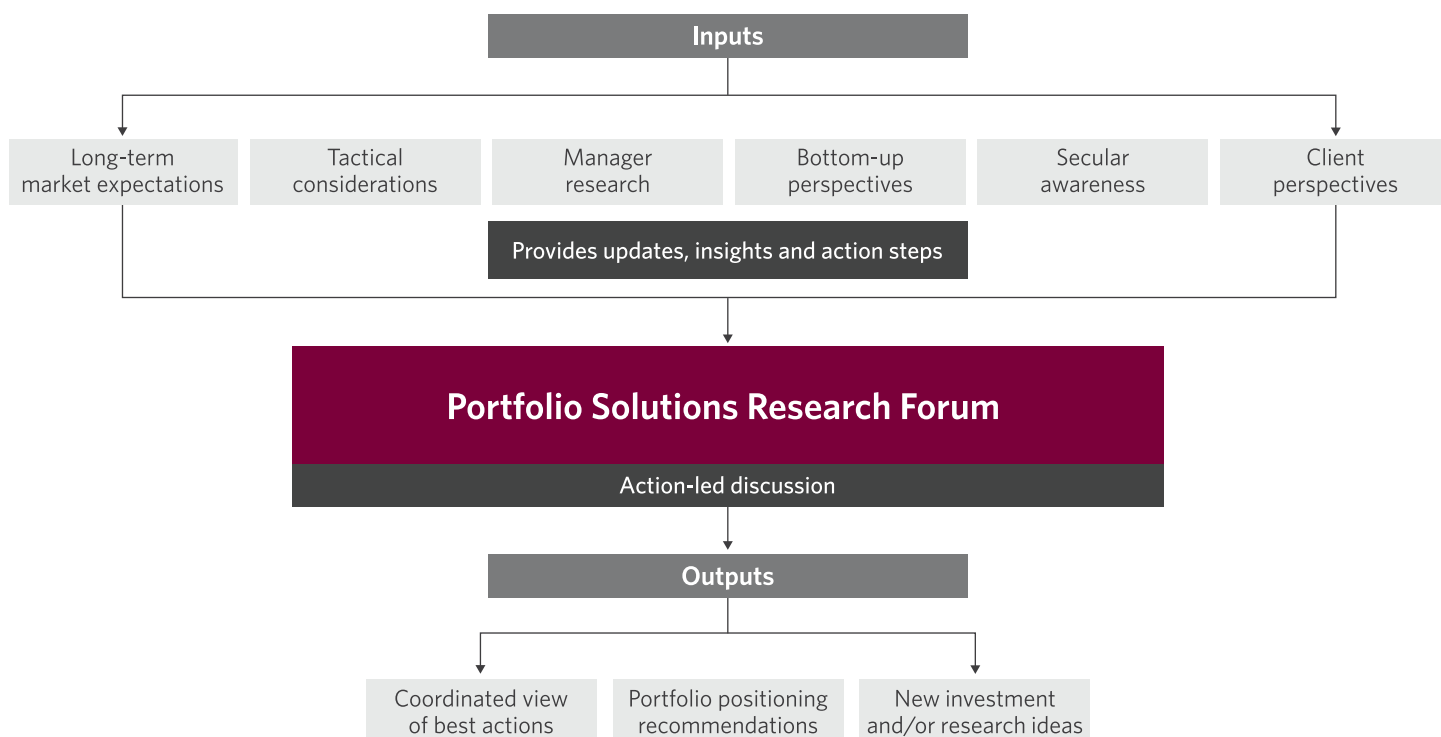 Inputs
Long-term
market expectations
Tactical
considerations
Manager
research
Bottom-up
perspectives
Secular
awareness
Client
perspectives
Provides updates, insights and action steps
Portfolio Solutions Research Forum
Action-led discussion
Outputs
Coordinated view
of best actions
Portfolio positioning
recommendations
New investment
and/or research ideas